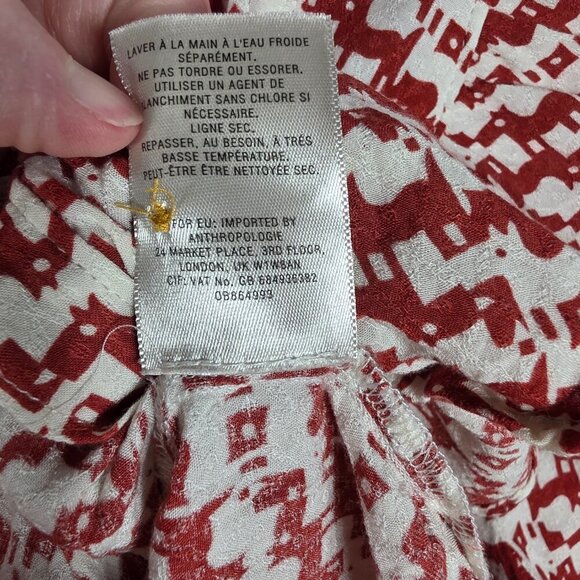 LAVER À LA MAIN À L'EAU FROIDE
SÉPARÉMENT.
NE PAS TORDRE OU ESSORER.
UTILISER UN AGENT DE
BLANCHIMENT SANS CHLORE SI
NÉCESSAIRE.
LIGNE SEC.
REPASSER, AU BESOIN, À TRÉS
BASSE TEMPÉRATURE.
PEUT-ÊTRE ÊTRE NETTOYÉE SEC.
FOR EU: IMPORTED BY
ANTHROPOLOGIE
24 MARKET PLACE, 3RD FLOOR,
LONDON, UK W1W8AN
CIF: VAT No. GB 684936382
OB864993